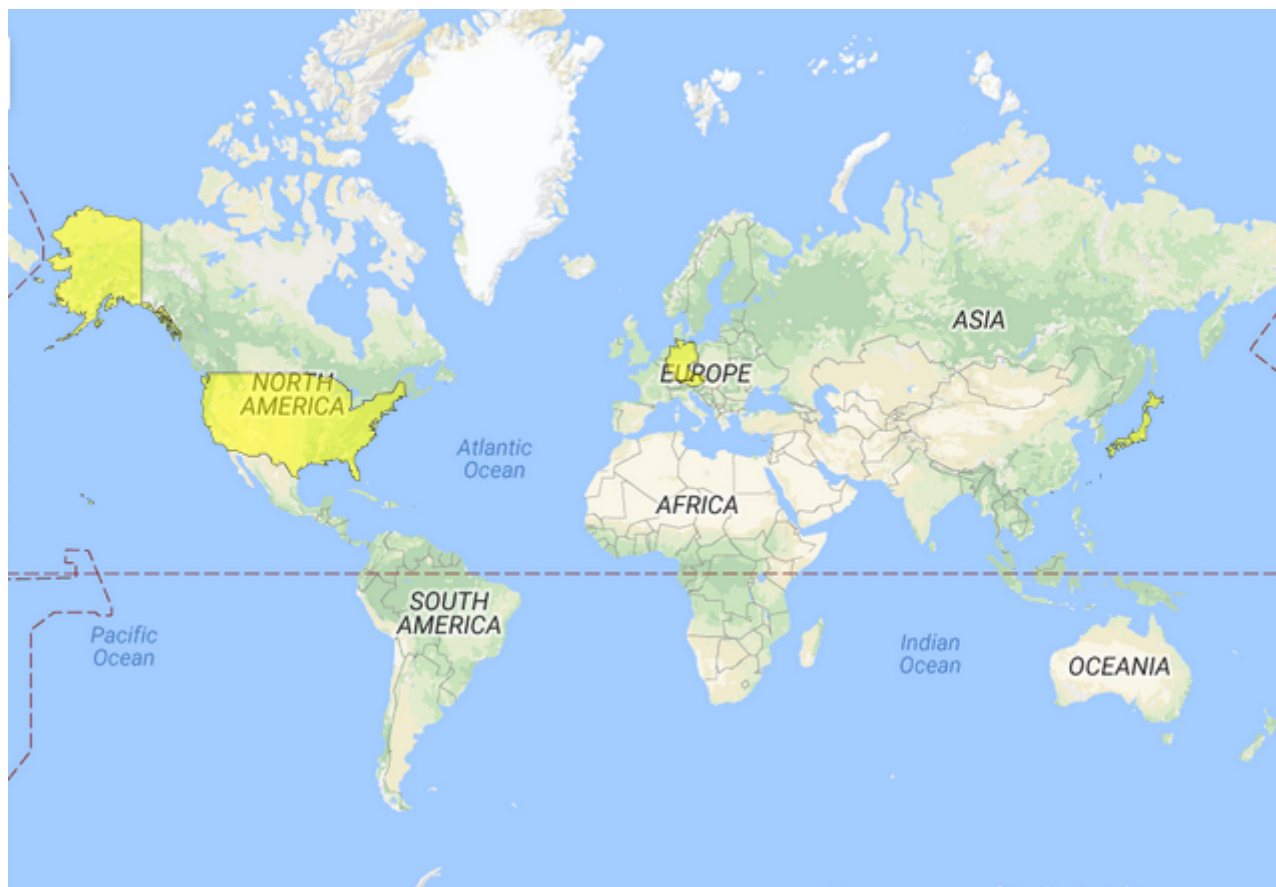 ASIA
NORTH
AMERICA
EUROPE
Atlantic
Ocean
AFRICA
SOUTH
AMERICA
Pacific
Ocean
Indian
Ocean
OCEANIA